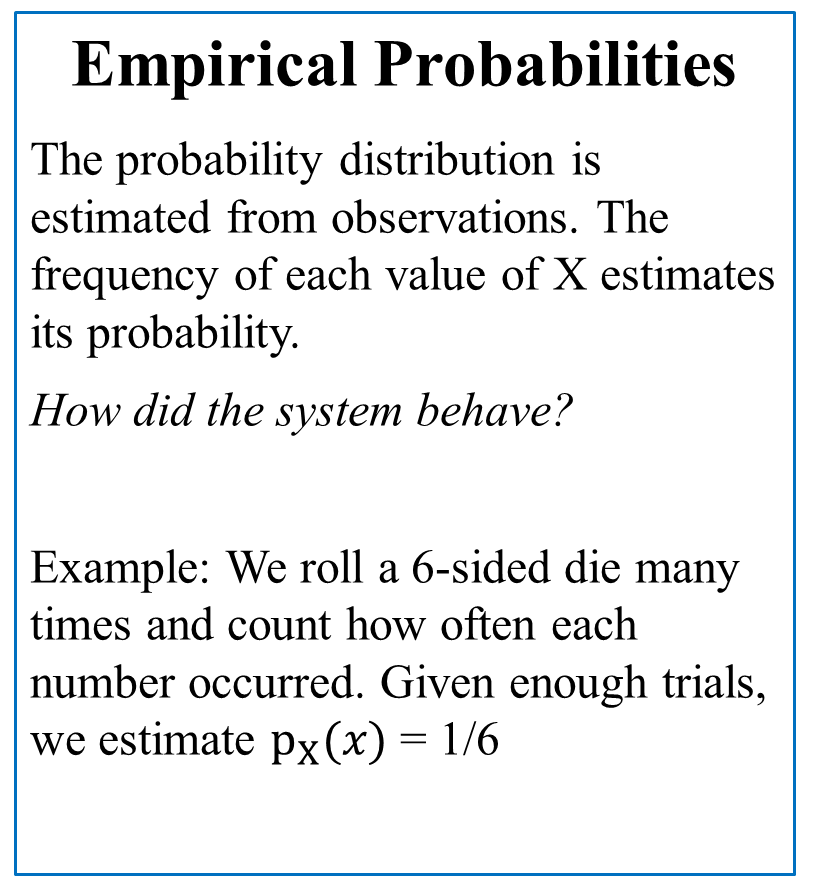 Empirical Probabilities
The probability distribution is
estimated from observations. The
frequency of each value of X estimates
its probability.
How did the system behave?
Example: We roll a 6-sided die many
times and count how often each
number occurred. Given enough trials,
we estimate pX(x) = 1/6